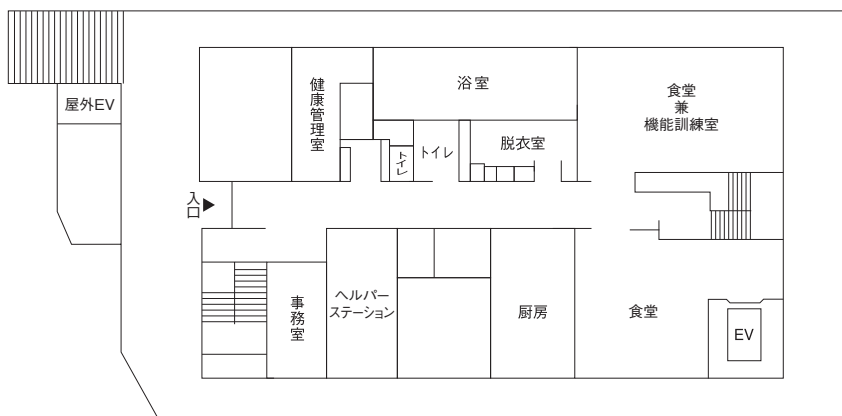 屋外EV
健康管理室
浴室
食堂
兼
機能訓練室
トイレ
トイレ
脱衣室
入口▶
事務室
ヘルパー
ステーション
厨房
食堂
EV